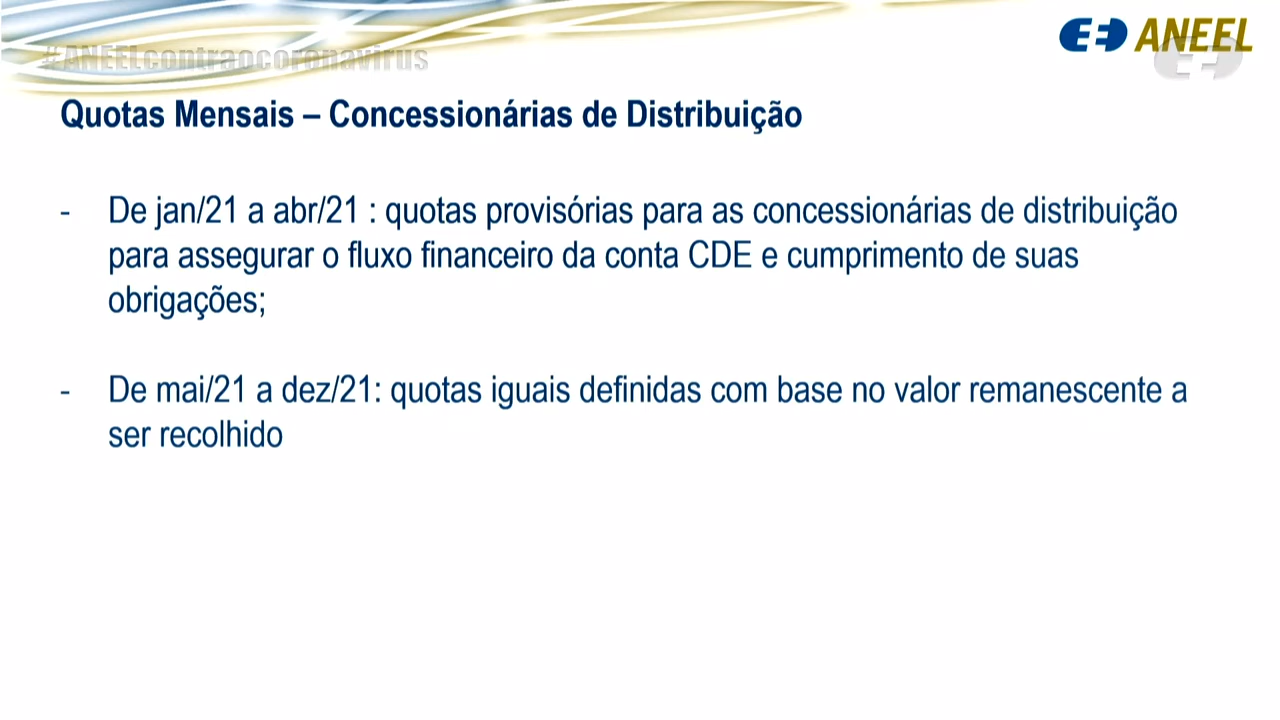 #ANEELcontraocoronavirus
ANEEL
Quotas Mensais – Concessionárias de Distribuição
- De jan/21 a abr/21 : quotas provisórias para as concessionárias de distribuição
para assegurar o fluxo financeiro da conta CDE e cumprimento de suas
obrigações;
- De mai/21 a dez/21: quotas iguais definidas com base no valor remanescente a
ser recolhido